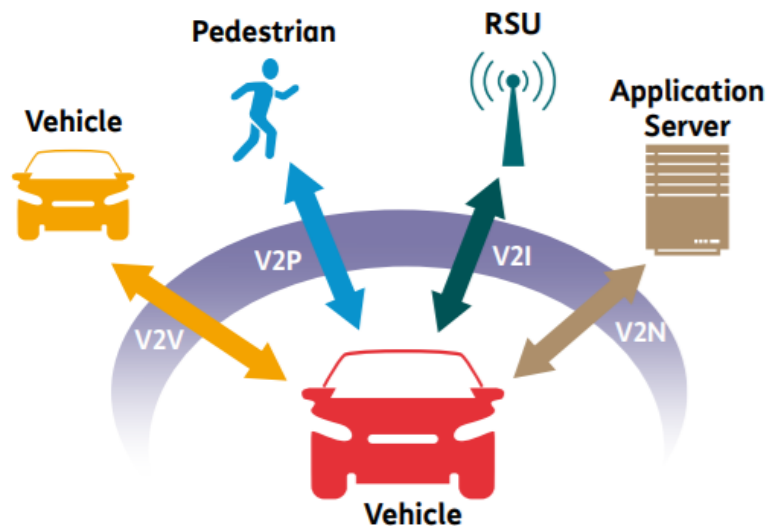 Pedestrian
RSU
Vehicle
Application
Server
V2P
V2I
V2V
V2N
Vehicle